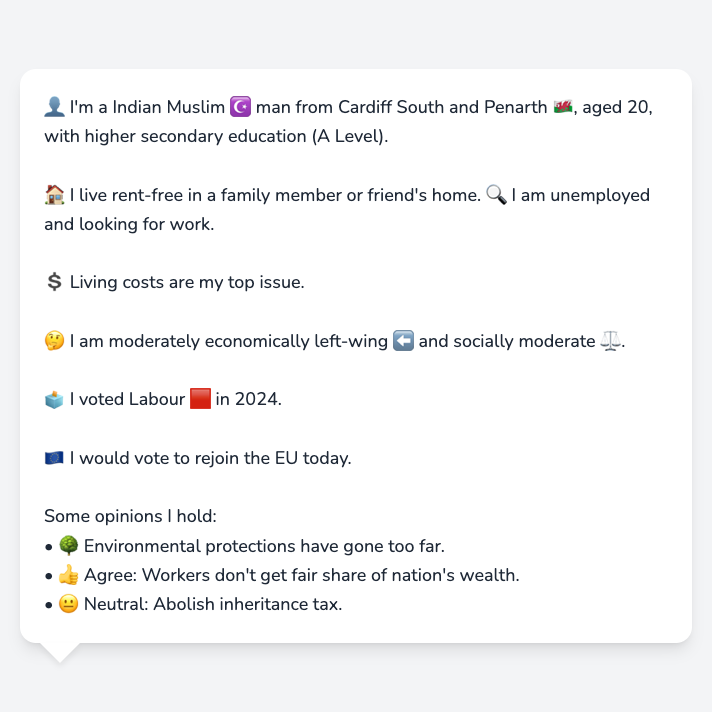 👤 I'm a Indian Muslim ☪️ man from Cardiff South and Penarth 🏴󠁧󠁢󠁷󠁬󠁳󠁿, aged 20,
with higher secondary education (A Level).
🏠 I live rent-free in a family member or friend's home. 🔍 I am unemployed
and looking for work.
💲 Living costs are my top issue.
🤔 I am moderately economically left-wing ⬅️ and socially moderate ⚖️.
🗳️ I voted Labour 🟥 in 2024.
🇪🇺 I would vote to rejoin the EU today.
Some opinions I hold:
• 🌳 Environmental protections have gone too far.
• 👍 Agree: Workers don't get fair share of nation's wealth.
• 😐 Neutral: Abolish inheritance tax.